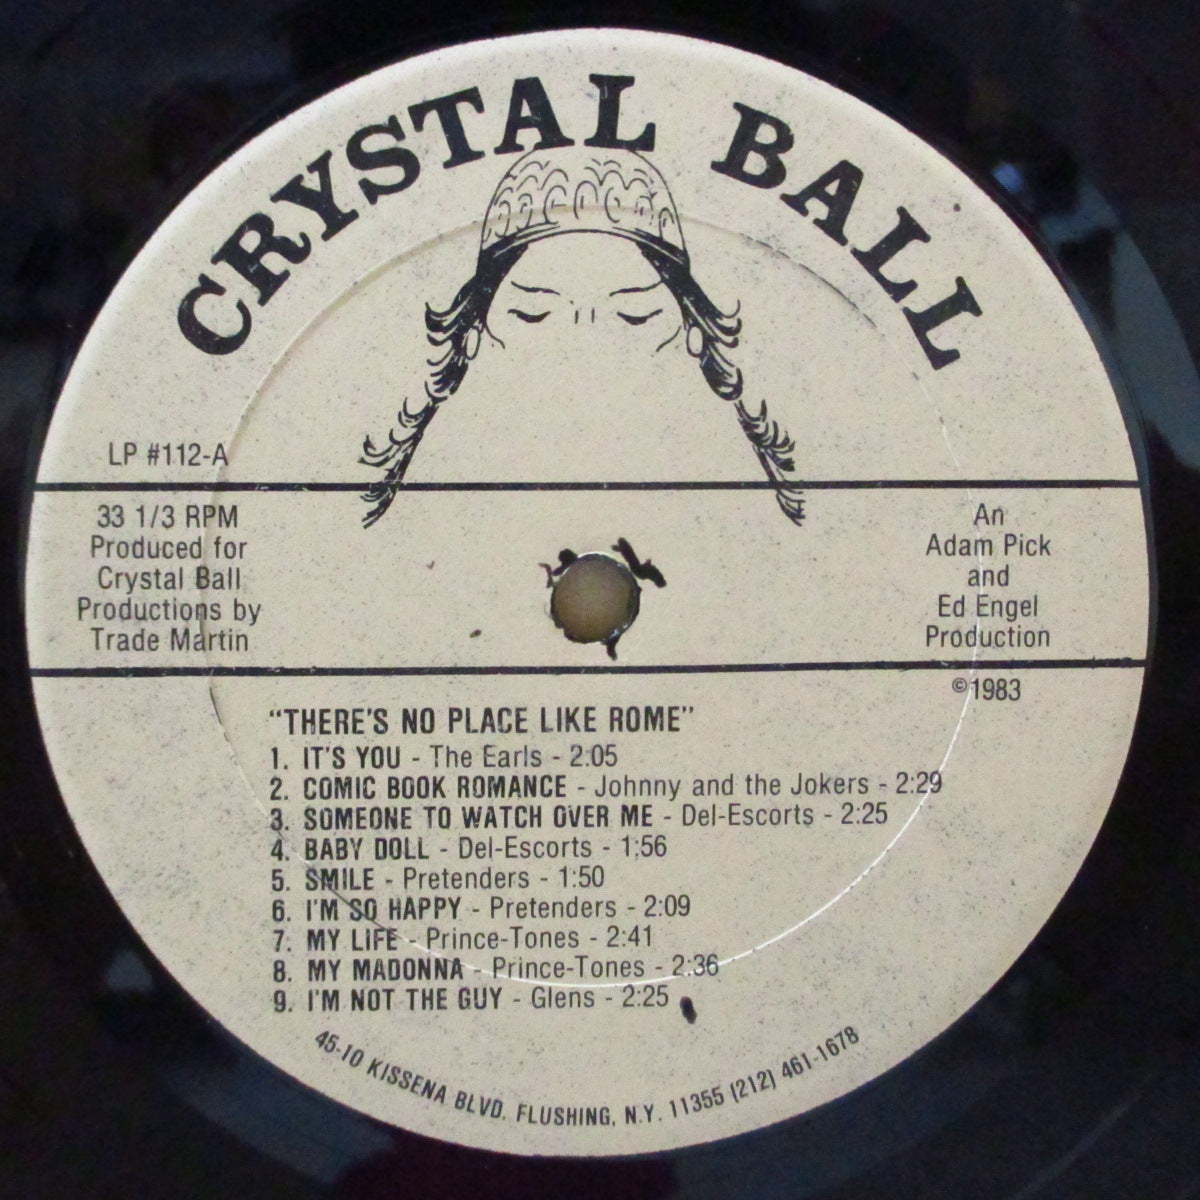 CRYSTAL BALL
LP #112-A
33 1/3 RPM
Produced for
Crystal Ball
Productions by
Trade Martin
An
Adam Pick
and
Ed Engel
Production
©1983
"THERE'S NO PLACE LIKE ROME"
1. IT'S YOU - The Earls - 2:05
2. COMIC BOOK ROMANCE - Johnny and the Jokers - 2:29
3. SOMEONE TO WATCH OVER ME - Del-Escorts - 2:25
4. BABY DOLL - Del-Escorts - 1:56
5. SMILE - Pretenders - 1:50
6. I'M SO HAPPY - Pretenders - 2:09
7. MY LIFE - Prince-Tones - 2:41
8. MY MADONNA - Prince-Tones - 2:36
9. I'M NOT THE GUY - Glens - 2:25
45-10 KISSENA BLVD. FLUSHING, N.Y. 11355 (212) 461-1678